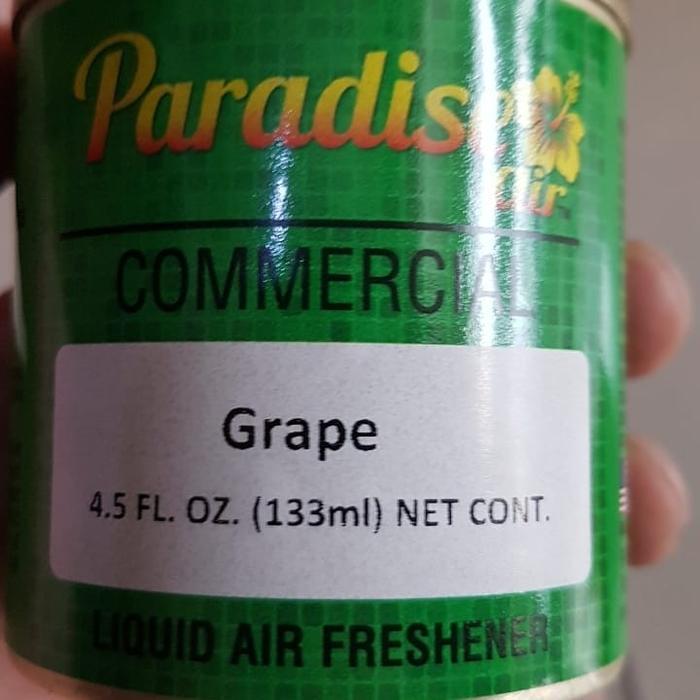 Paradise
Air
COMMERCIAL
Grape
4.5 FL. OZ. (133ml) NET CONT.
LIQUID AIR FRESHENER